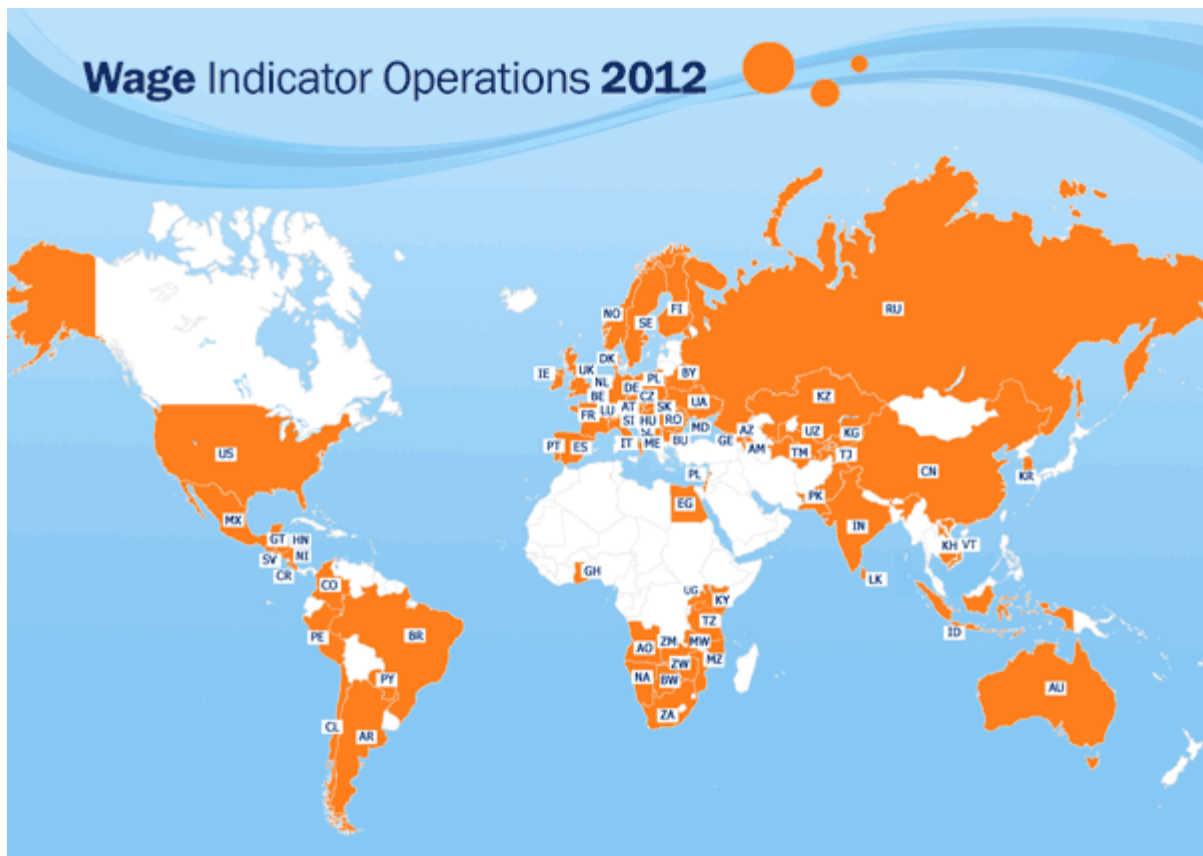 Wage Indicator Operations 2012
NO
SE
FI
RU
DK
IE
UK
NL
DE
PL
BY
BE
CZ
KZ
FR
LU
AT
SK
UA
SI
HU
RO
MD
AZ
UZ
KG
PT
ES
IT
SL
ME
BU
GE
AM
TM
TJ
US
PL
CN
KR
MX
EG
PK
IN
GT
HN
KH
VT
SV
NI
CR
GH
LK
CO
UG
KY
TZ
PE
BR
AO
ZM
MW
ID
ZW
MZ
PY
NA
BW
AU
ZA
CL
AR